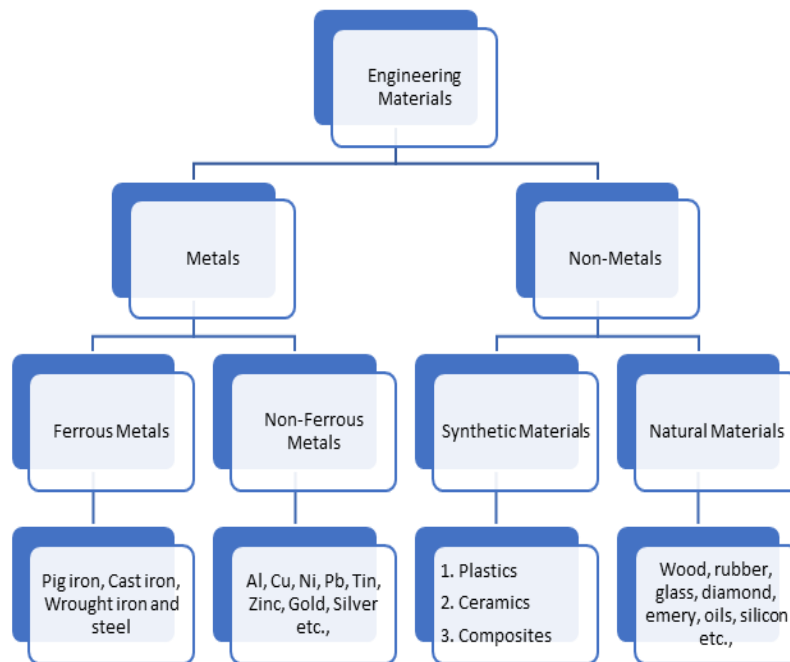 Engineering
Materials
Metals
Non-Metals
Ferrous Metals
Non-Ferrous
Metals
Synthetic Materials
Natural Materials
Pig iron, Cast iron,
Wrought iron and
steel
Al, Cu, Ni, Pb, Tin,
Zinc, Gold, Silver
etc.,
1. Plastics
2. Ceramics
3. Composites
Wood, rubber,
glass, diamond,
emery, oils, silicon
etc.,